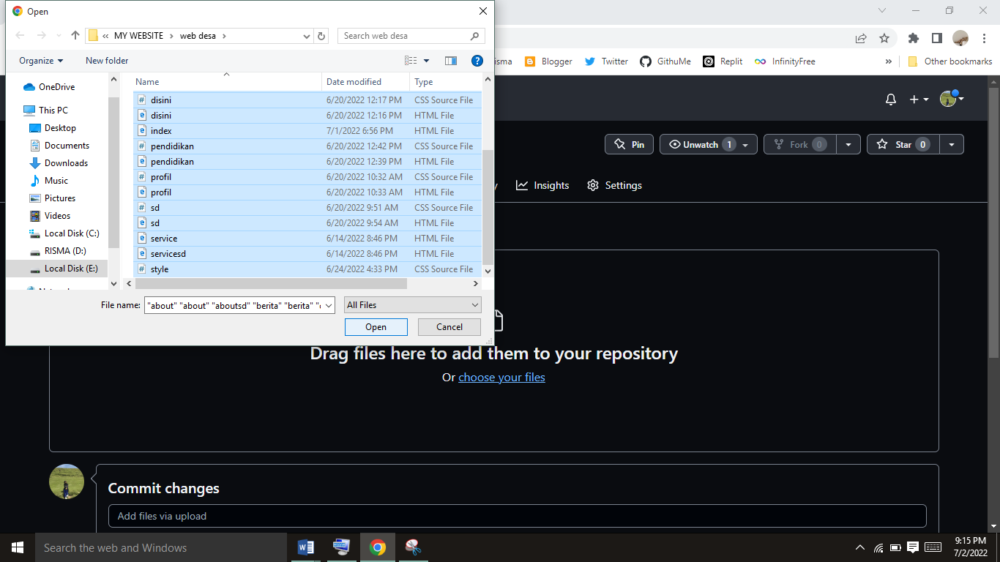 Open
MY WEBSITE web desa
Search web desa
Organize
New folder
Name
Date modified
Type
OneDrive
This PC
Desktop
Documents
Downloads
Music
Pictures
Videos
Local Disk (C:)
RISMA (D:)
Local Disk (E:)
disini 6/20/2022 12:17 PM CSS Source File
disini 6/20/2022 12:16 PM HTML File
index 7/1/2022 6:56 PM HTML File
pendidikan 6/20/2022 12:42 PM CSS Source File
pendidikan 6/20/2022 12:39 PM HTML File
profil 6/20/2022 10:32 AM CSS Source File
profil 6/20/2022 10:33 AM HTML File
sd 6/20/2022 9:51 AM CSS Source File
sd 6/20/2022 9:54 AM HTML File
service 6/14/2022 8:46 PM HTML File
servicesd 6/14/2022 8:46 PM HTML File
style 6/24/2022 4:33 PM CSS Source File
File name: "about" "about" "aboutsd" "berita" "berita"
All Files
Open
Cancel
isma Blogger Twitter GithuMe Replit InfinityFree » Other bookmarks
Pin Unwatch 1 Fork 0 Star 0
y Insights Settings
Drag files here to add them to your repository
Or choose your files
Commit changes
Add files via upload
Search the web and Windows
9:15 PM
7/2/2022